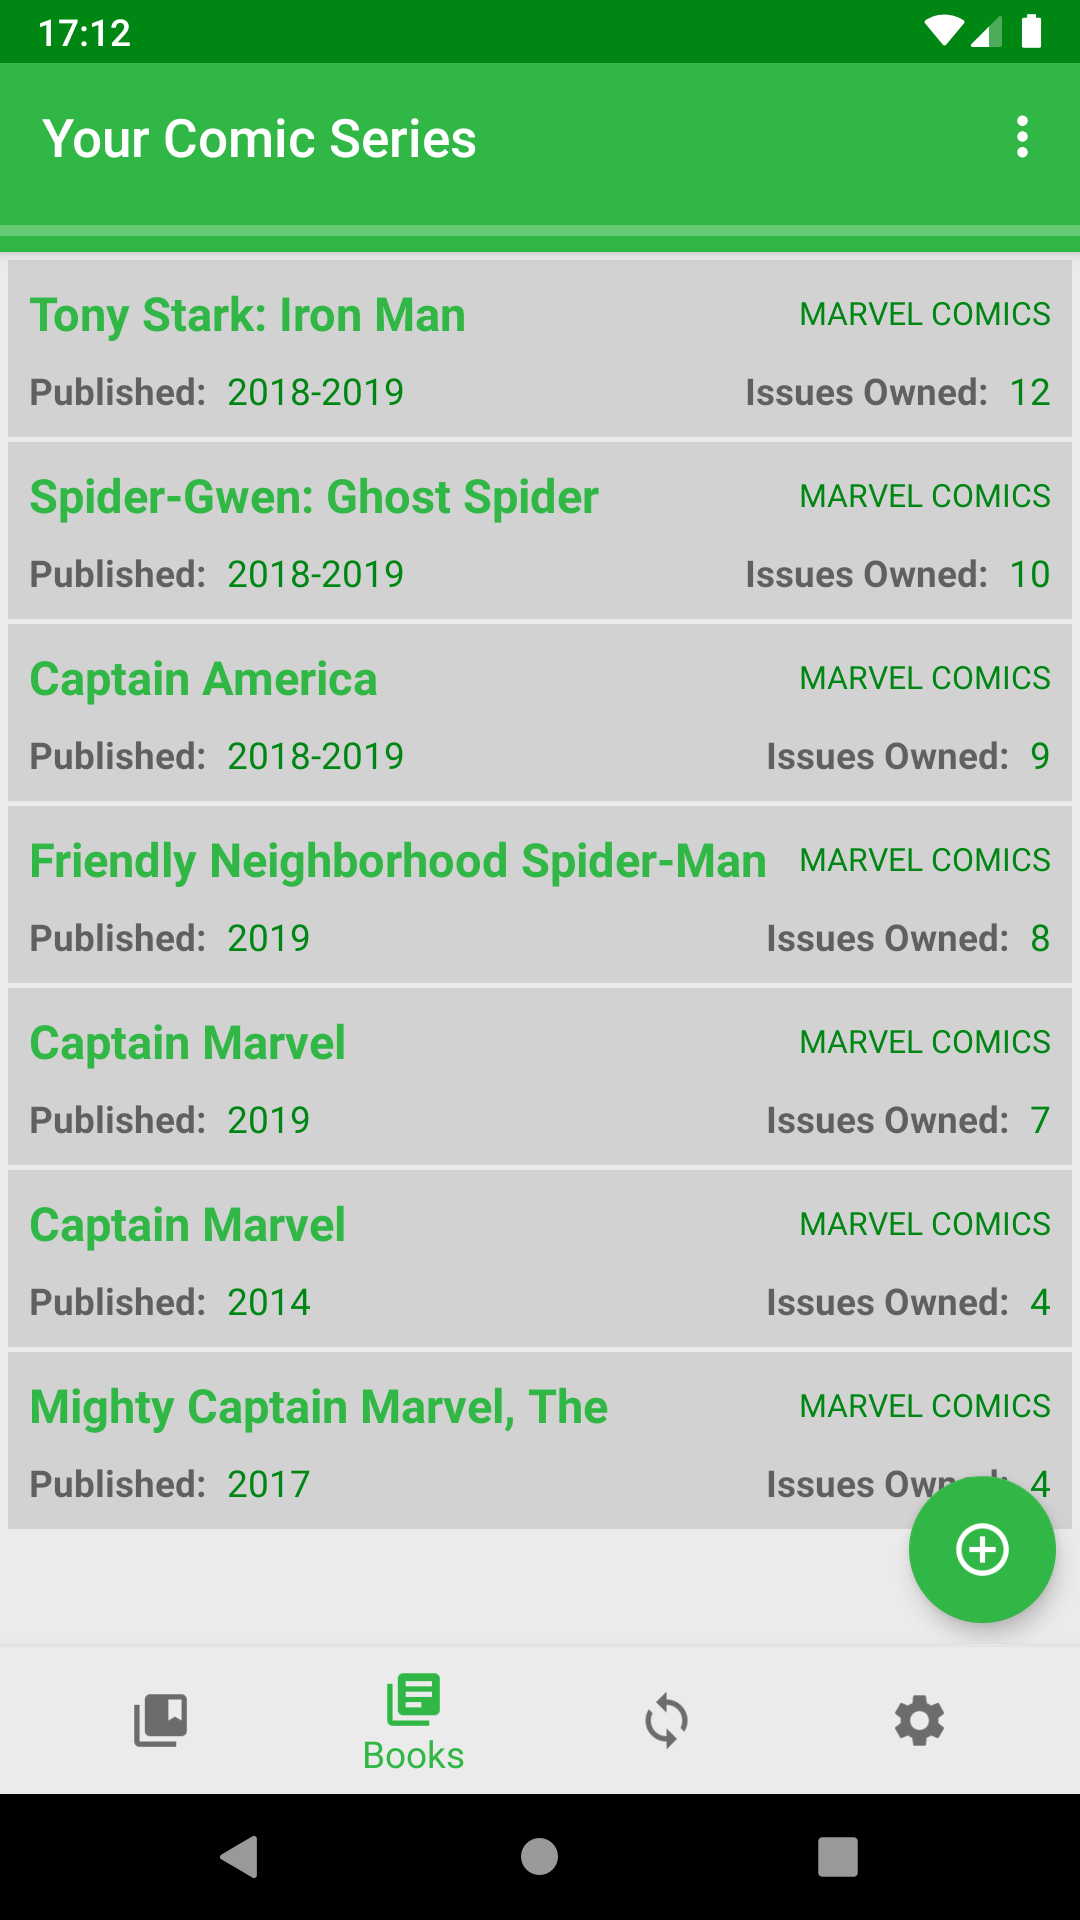 17:12
Your Comic Series
Tony Stark: Iron Man MARVEL COMICS
Published: 2018-2019 Issues Owned: 12
Spider-Gwen: Ghost Spider MARVEL COMICS
Published: 2018-2019 Issues Owned: 10
Captain America MARVEL COMICS
Published: 2018-2019 Issues Owned: 9
Friendly Neighborhood Spider-Man MARVEL COMICS
Published: 2019 Issues Owned: 8
Captain Marvel MARVEL COMICS
Published: 2019 Issues Owned: 7
Captain Marvel MARVEL COMICS
Published: 2014 Issues Owned: 4
Mighty Captain Marvel, The MARVEL COMICS
Published: 2017 Issues Owned: 4
Books